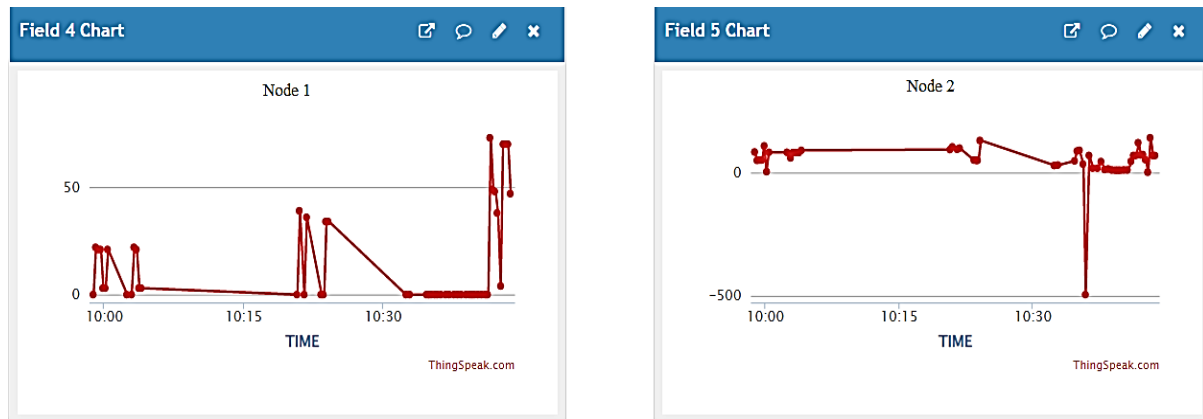 Field 4 Chart
Node 1
50
0
10:00 10:15 10:30
TIME
ThingSpeak.com
Field 5 Chart
Node 2
0
−500
10:00 10:15 10:30
TIME
ThingSpeak.com